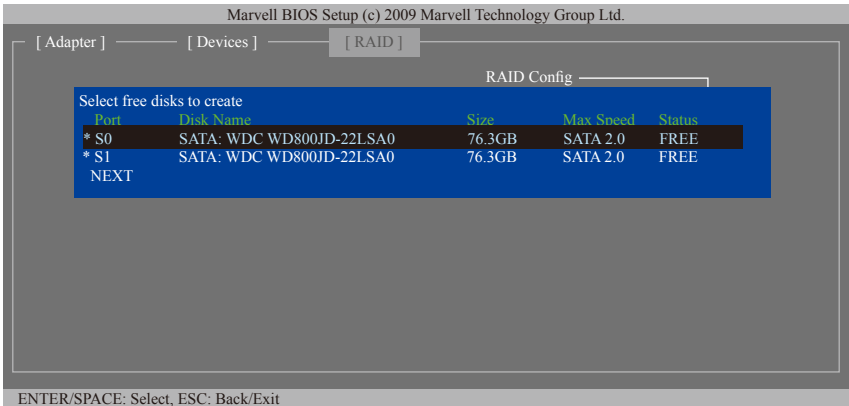 Marvell BIOS Setup (c) 2009 Marvell Technology Group Ltd.
[ Adapter ] [ Devices ] [ RAID ]
RAID Config
Select free disks to create
Port Disk Name Size Max Speed Status
* S0 SATA: WDC WD800JD-22LSA0 76.3GB SATA 2.0 FREE
* S1 SATA: WDC WD800JD-22LSA0 76.3GB SATA 2.0 FREE
NEXT
ENTER/SPACE: Select, ESC: Back/Exit